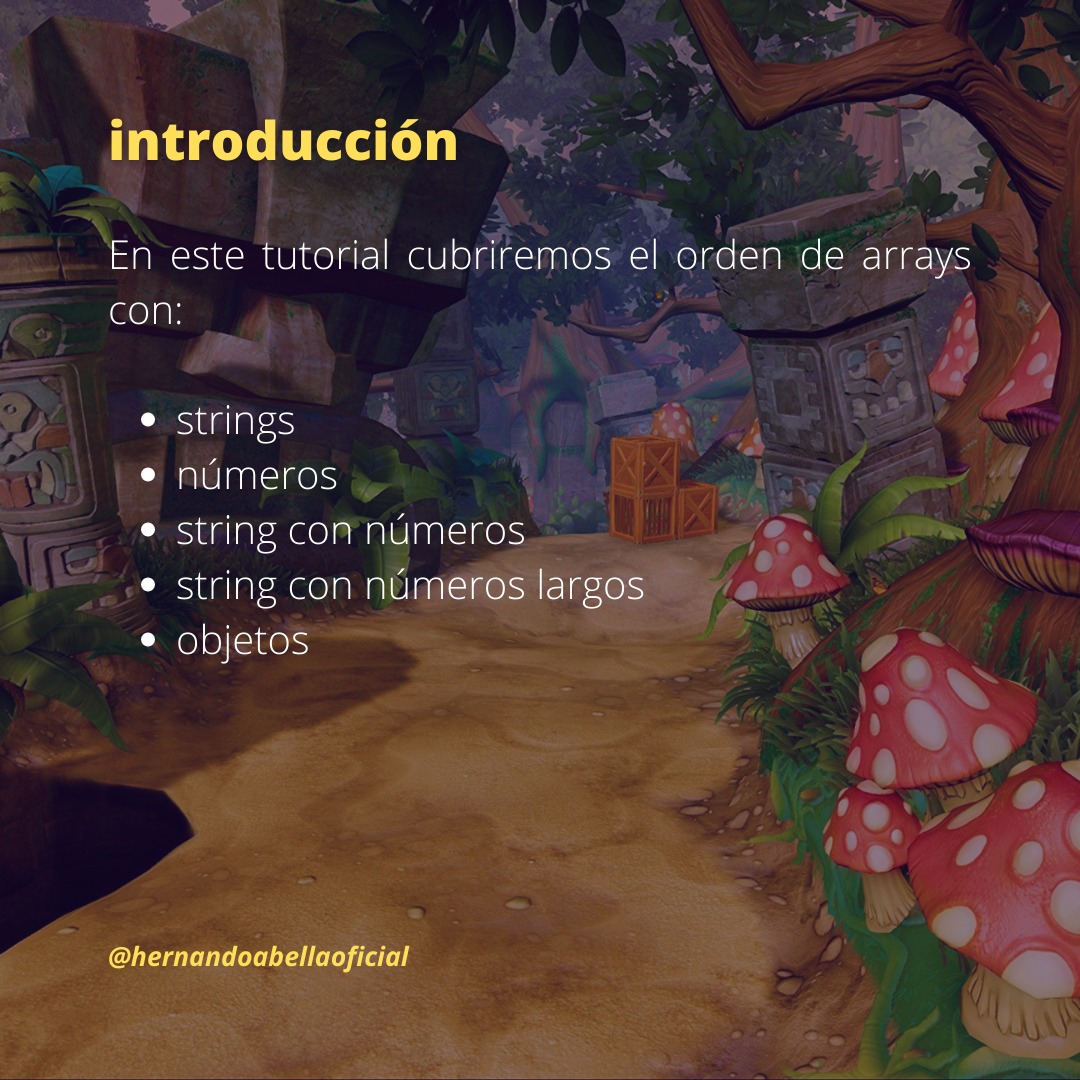 introducción
En este tutorial cubriremos el orden de arrays
con:
• strings
• números
• string con números
• string con números largos
• objetos
@hernandoabellaoficial